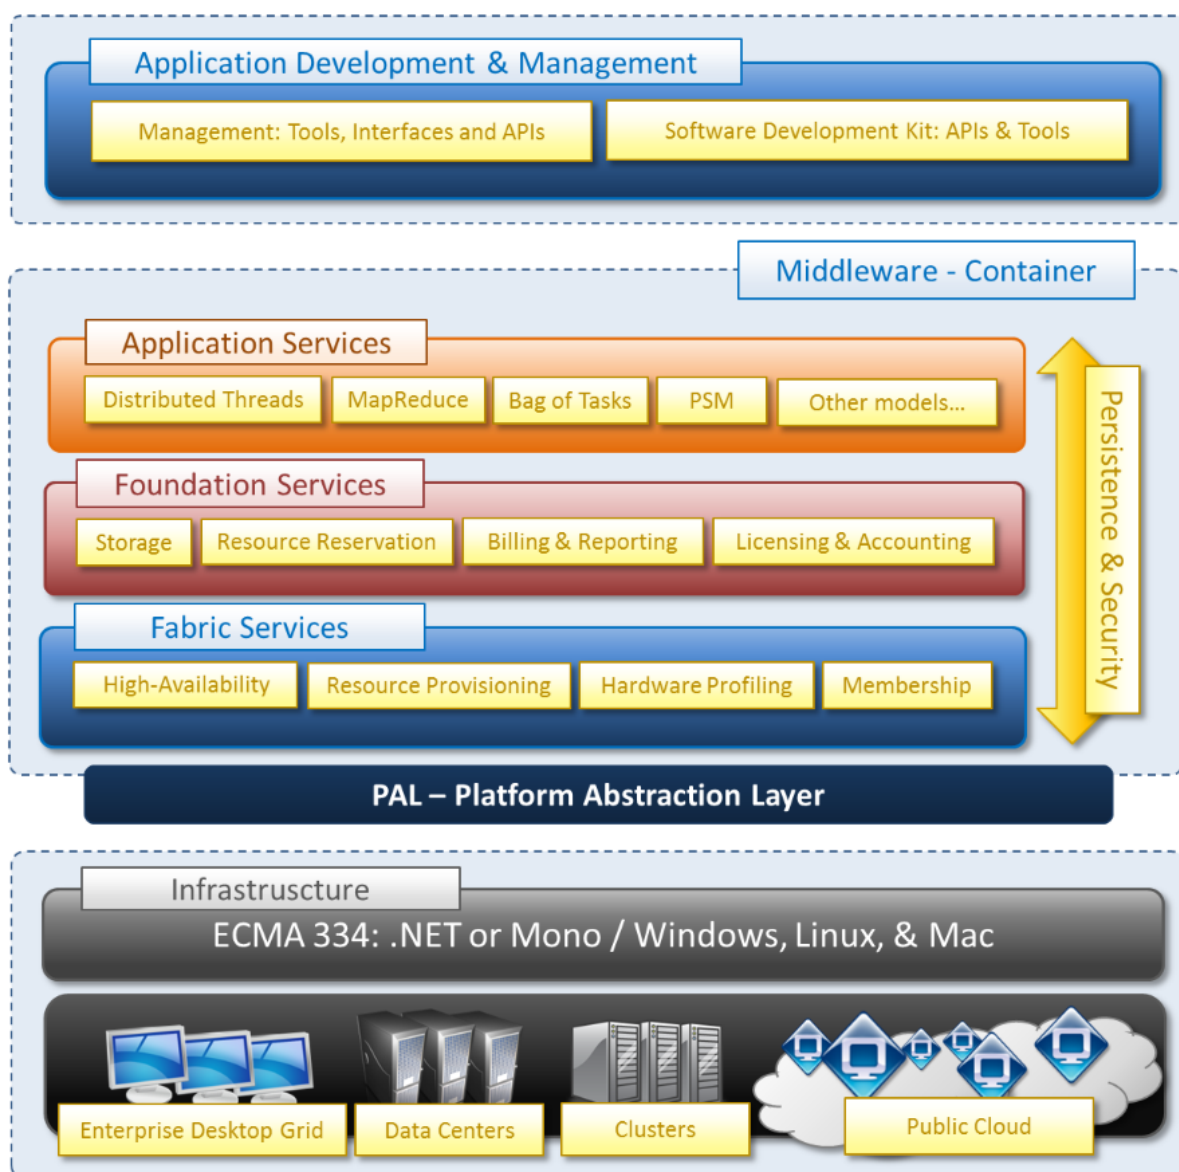 Application Development & Management
Management: Tools, Interfaces and APIs
Software Development Kit: APIs & Tools
Middleware - Container
Application Services
Distributed Threads
MapReduce
Bag of Tasks
PSM
Other models...
Persistence & Security
Foundation Services
Storage
Resource Reservation
Billing & Reporting
Licensing & Accounting
Fabric Services
High-Availability
Resource Provisioning
Hardware Profiling
Membership
PAL – Platform Abstraction Layer
Infrastruscture
ECMA 334: .NET or Mono / Windows, Linux, & Mac
Enterprise Desktop Grid
Data Centers
Clusters
Public Cloud